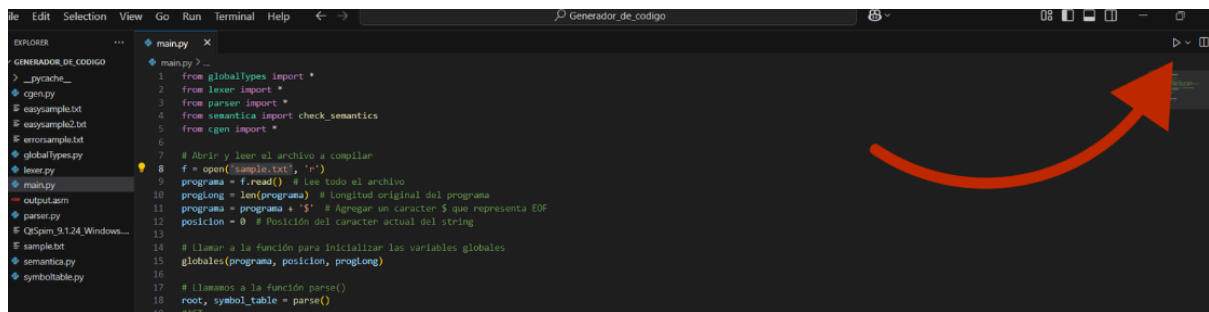 ile Edit Selection View Go Run Terminal Help
Generador_de_codigo
EXPLORER
main.py
GENERADOR_DE_CODIGO
__pycache__
cgen.py
easysample.txt
easysample2.txt
errorsample.txt
globalTypes.py
lexer.py
main.py
output.asm
parser.py
QtSpim_9.1.24_Windows....
sample.txt
semantica.py
symboltable.py
main.py > ...
1 from globalTypes import *
2 from lexer import *
3 from parser import *
4 from semantica import check_semantics
5 from cgen import *
6
7 # Abrir y leer el archivo a compilar
8 f = open('sample.txt', 'r')
9 programa = f.read() # Lee todo el archivo
10 progLong = len(programa) # Longitud original del programa
11 programa = programa + '$' # Agregar un caracter $ que representa EOF
12 posicion = 0 # Posición del caracter actual del string
13
14 # Llamar a la función para inicializar las variables globales
15 globales(programa, posicion, progLong)
16
17 # Llamamos a la función parse()
18 root, symbol_table = parse()